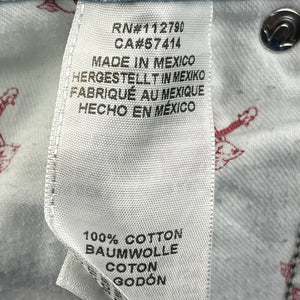 RN#112790
CA#57414
MADE IN MEXICO
HERGESTELLT IN MEXIKO
FABRIQUÉ AU MEXIQUE
HECHO EN MÉXICO
100% COTTON
BAUMWOLLE
COTON
GODÓN